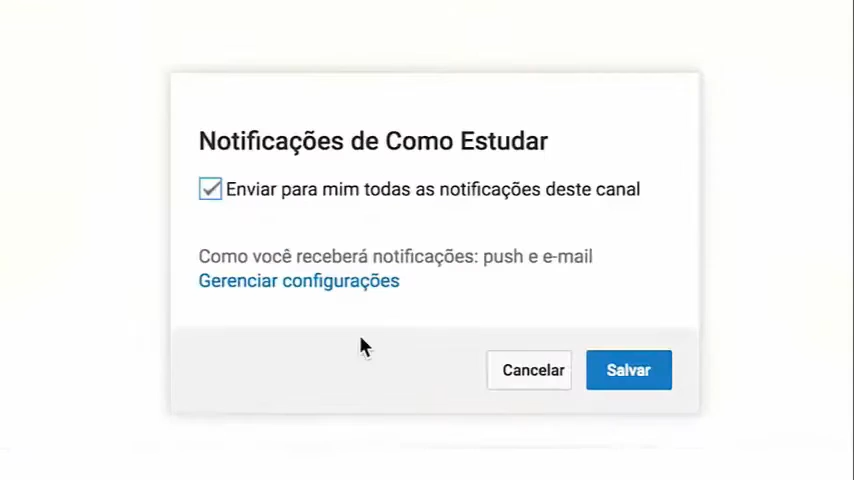 Notificações de Como Estudar
Enviar para mim todas as notificações deste canal
Como você receberá notificações: push e e-mail
Gerenciar configurações
Cancelar
Salvar